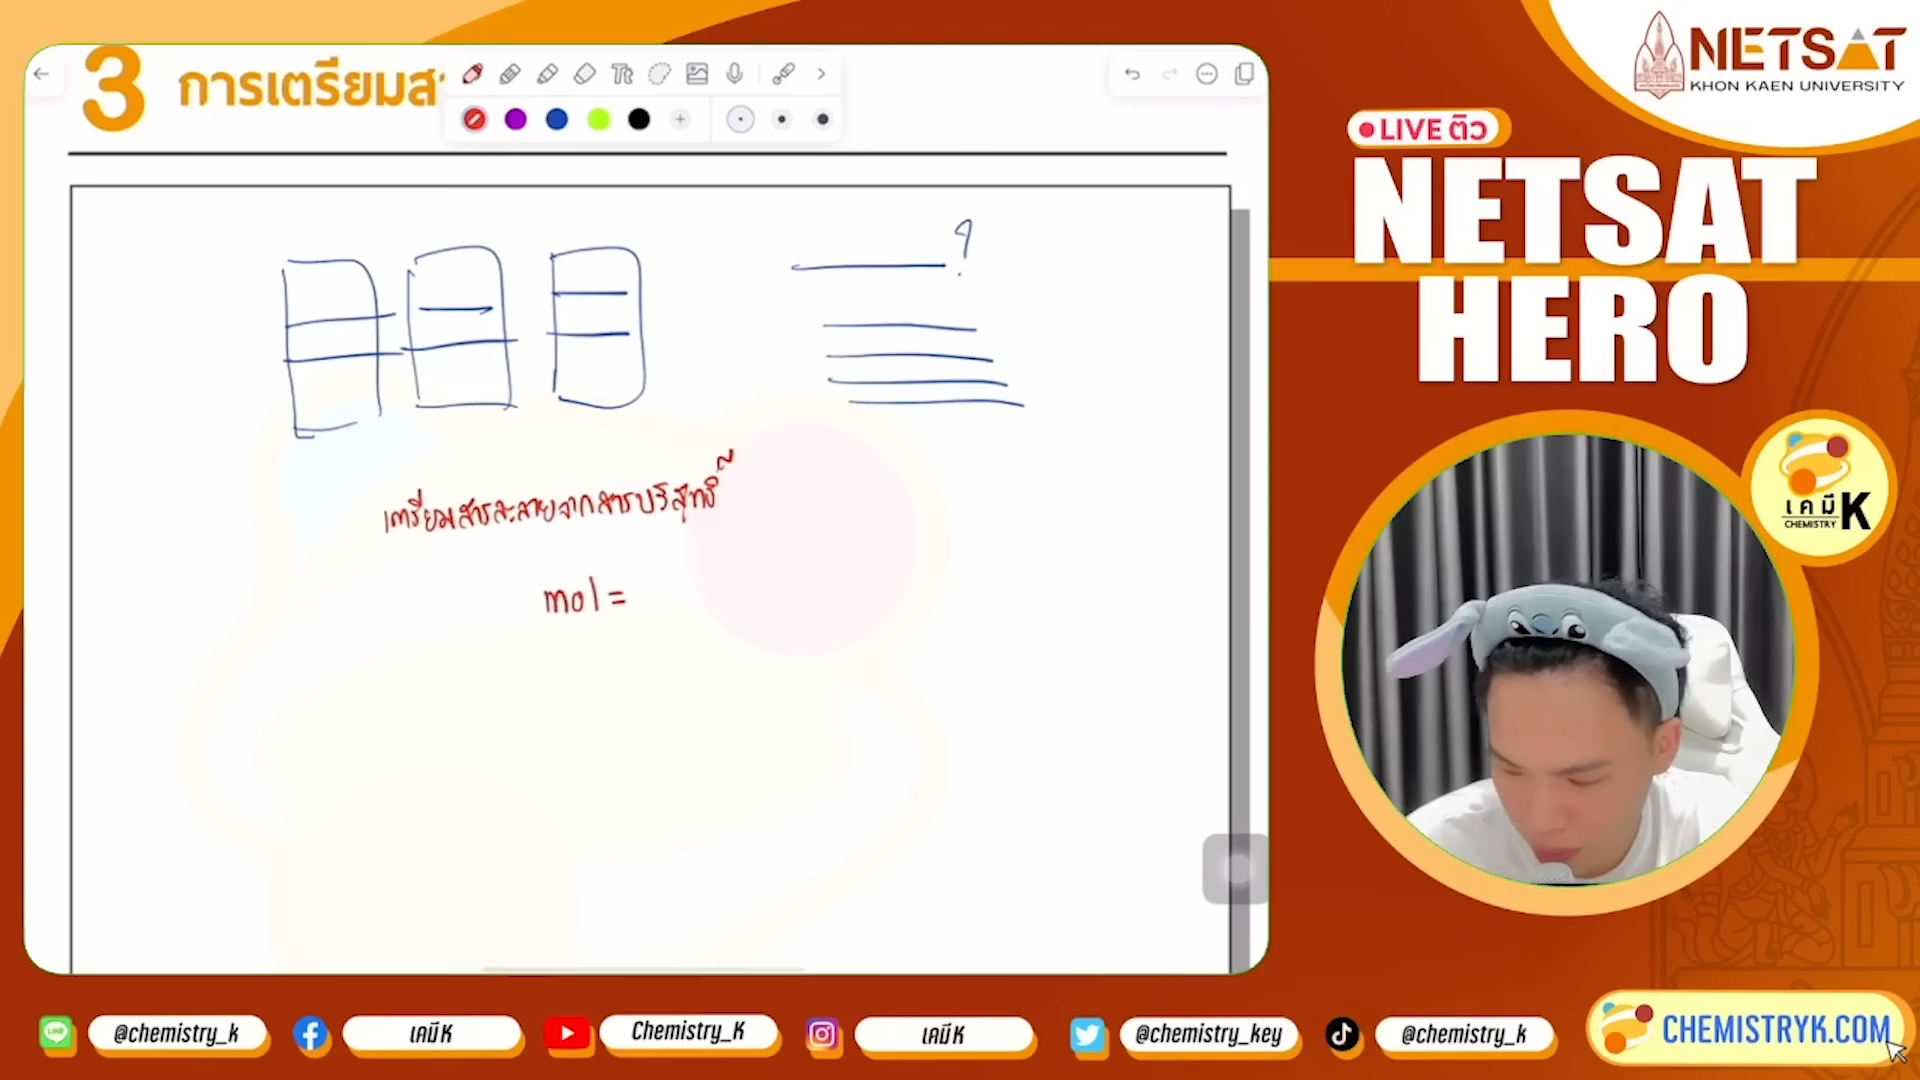 3 การเตรียมสา
NETSAT
KHON KAEN UNIVERSITY
LIVE ติว
NETSAT
HERO
?
เตรียมสารละลายจากสารบริสุทธิ์
mol =
เคมี K
CHEMISTRY
LINE
@chemistry_k
เคมี K
Chemistry_K
เคมี K
@chemistry_key
@chemistry_k
CHEMISTRYK.COM